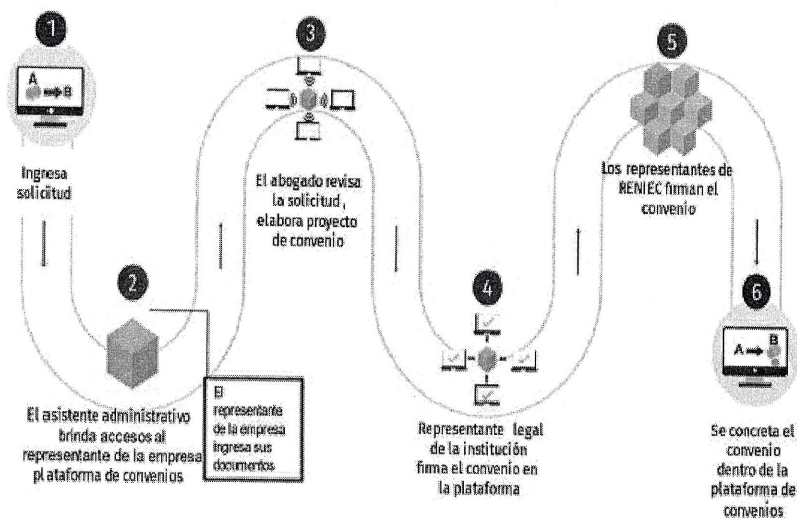 1
A B
Ingresa
solicitud
2
El asistente administrativo
brinda accesos al
representante de la empresa
plataforma de convenios
El
representante
de la empresa
ingresa sus
documentos
3
El abogado revisa
la solicitud,
elabora proyecto
de convenio
4
Representante legal
de la institución
firma el convenio en
la plataforma
5
Los representantes de
RENIEC firman el
convenio
6
A B
Se concreta el
convenio
dentro de la
plataforma de
convenios